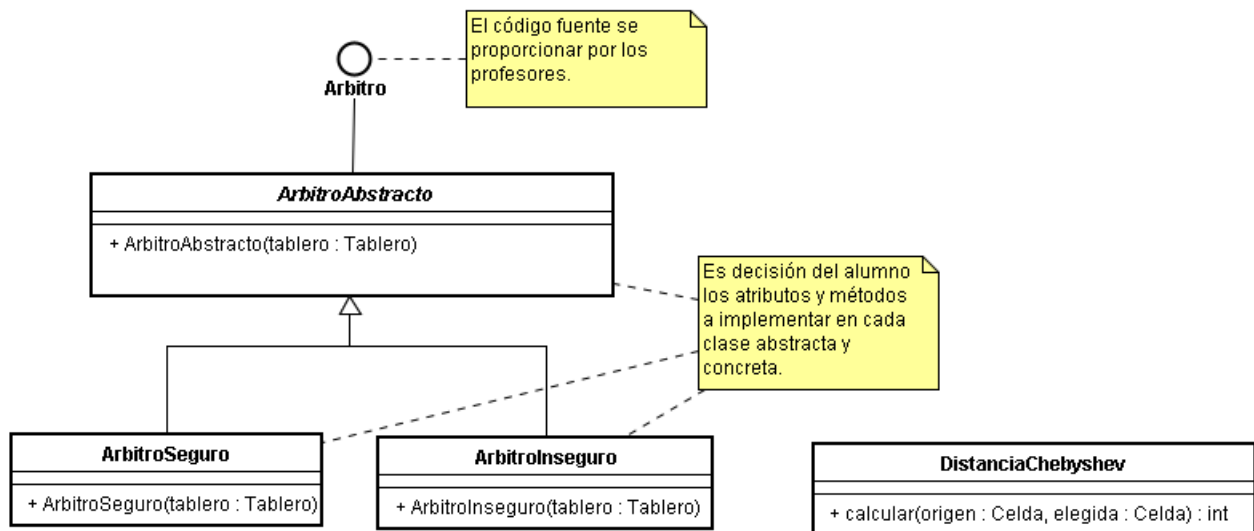 El código fuente se
proporcionar por los
profesores.
Arbitro
ArbitroAbstracto
+ ArbitroAbstracto(tablero : Tablero)
Es decisión del alumno
los atributos y métodos
a implementar en cada
clase abstracta y
concreta.
ArbitroSeguro
+ ArbitroSeguro(tablero : Tablero)
ArbitroInseguro
+ ArbitroInseguro(tablero : Tablero)
DistanciaChebyshev
+ calcular(origen : Celda, elegida : Celda) : int